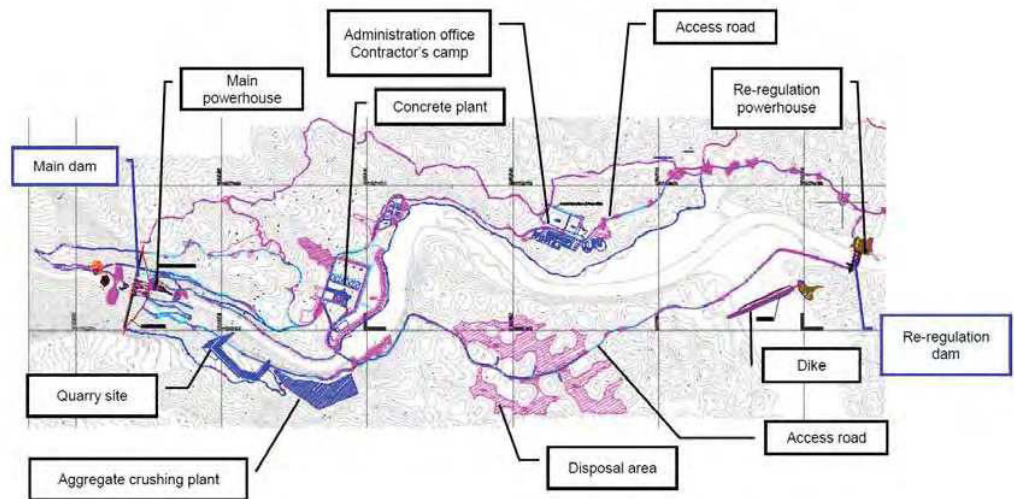 Administration office
Contractor's camp
Access road
Main
powerhouse
Concrete plant
Re-regulation
powerhouse
Main dam
Quarry site
Dike
Re-regulation
dam
Aggregate crushing plant
Disposal area
Access road